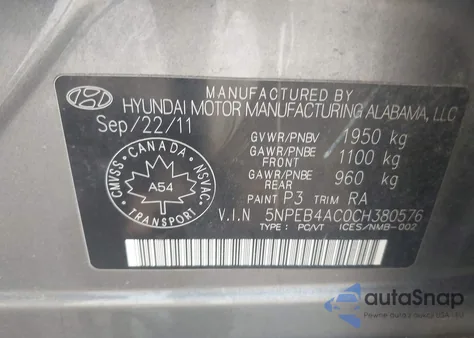 MANUFACTURED BY
HYUNDAI MOTOR MANUFACTURING ALABAMA, LLC
Sep/22/11
GVWR/PNBV 1950 kg
GAWR/PNBE FRONT 1100 kg
GAWR/PNBE REAR 960 kg
PAINT P3 TRIM RA
V.I.N 5NPEB4AC0CH380576
TYPE: PC/VT ICES/NMB-002
CMVSS · CANADA · NSVAC
A54
TRANSPORT
autoSnap